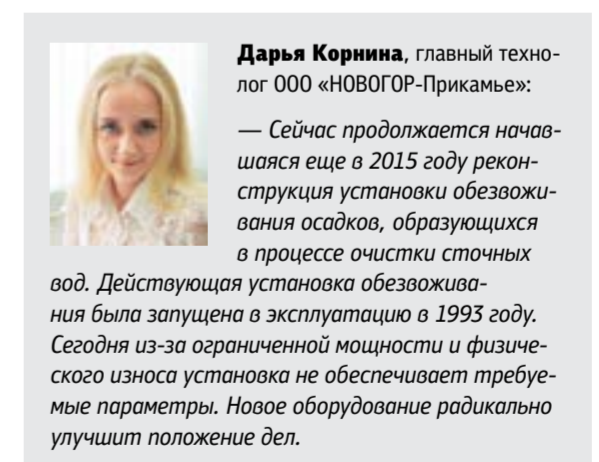 Дарья Корнина, главный техно-
лог ООО «НОВОГОР-Прикамье»:
— Сейчас продолжается начав-
шаяся еще в 2015 году рекон-
струкция установки обезвожи-
вания осадков, образующихся
в процессе очистки сточных
вод. Действующая установка обезвожива-
ния была запущена в эксплуатацию в 1993 году.
Сегодня из-за ограниченной мощности и физиче-
ского износа установка не обеспечивает требуе-
мые параметры. Новое оборудование радикально
улучшит положение дел.